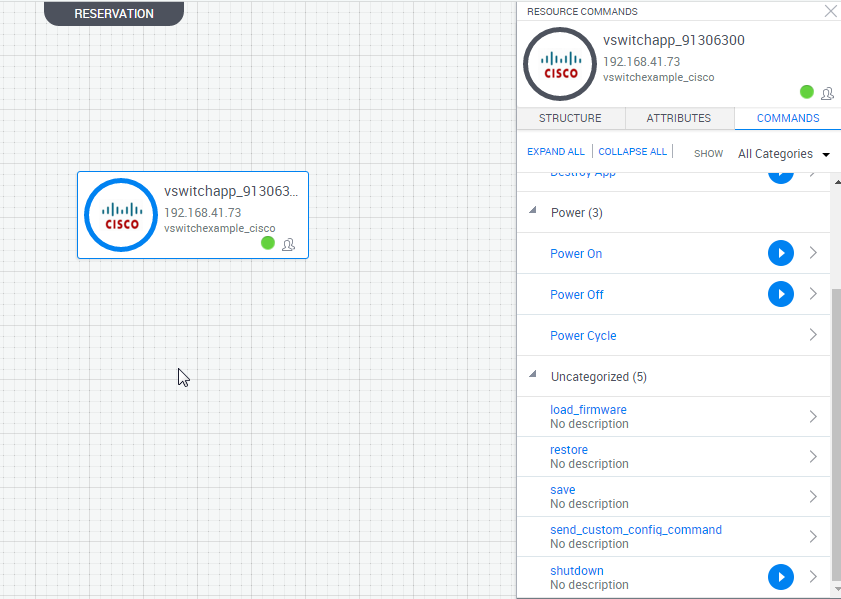 RESERVATION
CISCO
vswitchapp_913063...
192.168.41.73
vswitchexample_cisco
RESOURCE COMMANDS
CISCO
vswitchapp_91306300
192.168.41.73
vswitchexample_cisco
STRUCTURE ATTRIBUTES COMMANDS
EXPAND ALL COLLAPSE ALL SHOW All Categories
Destroy App
Power (3)
Power On
Power Off
Power Cycle
Uncategorized (5)
load_firmware
No description
restore
No description
save
No description
send_custom_config_command
No description
shutdown
No description